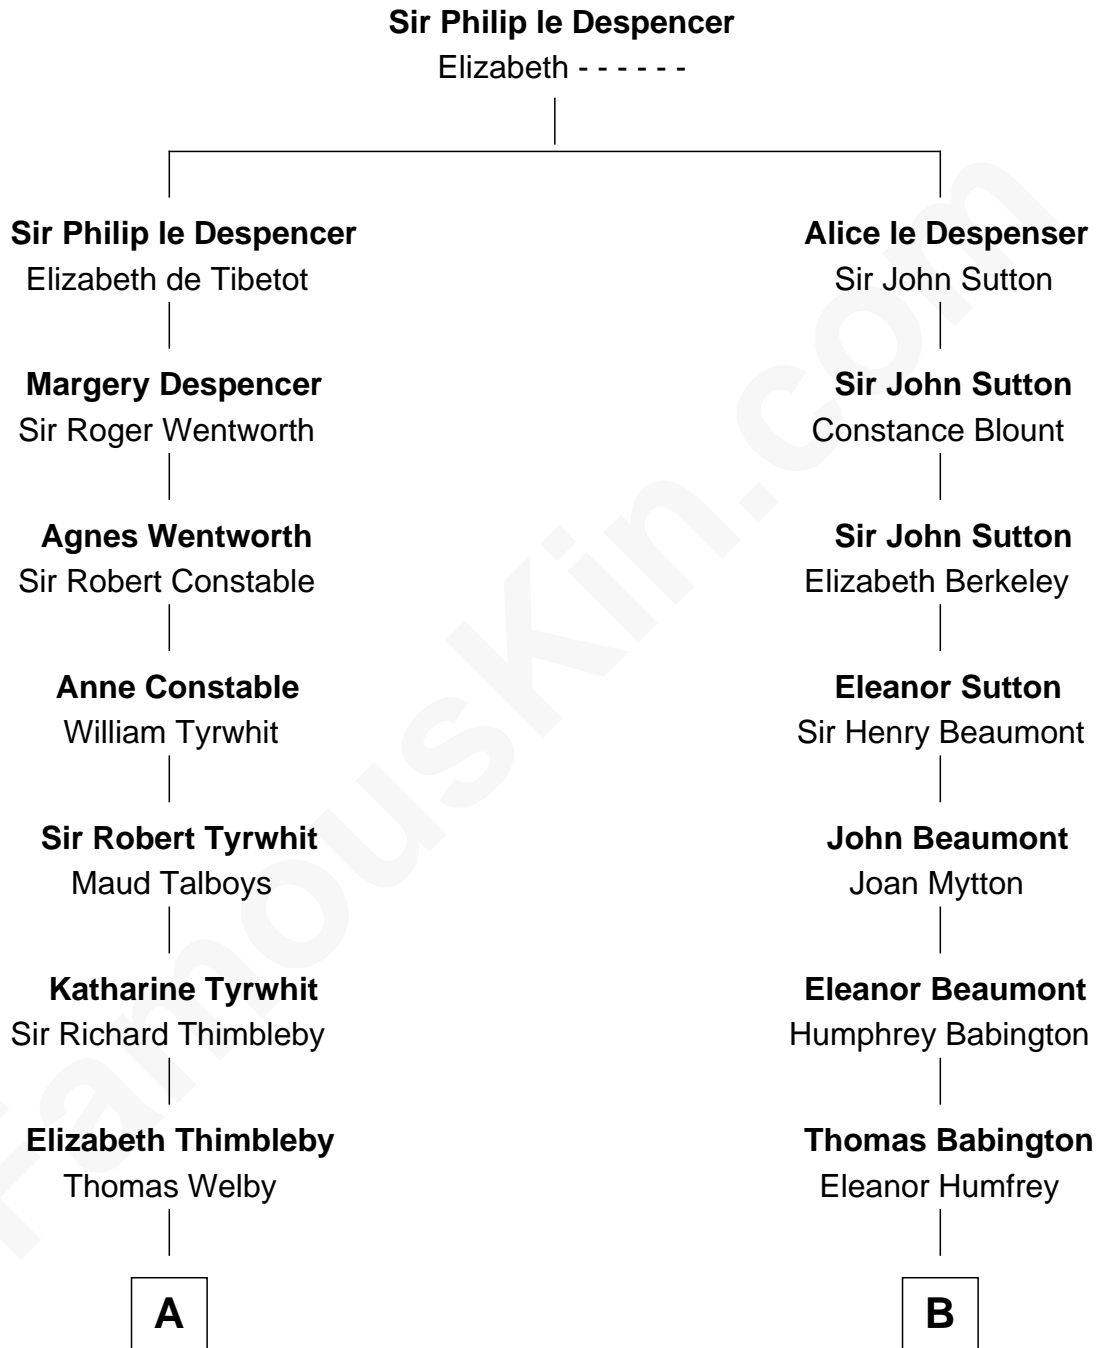 Sir Philip le Despencer
Elizabeth - - - - - -
Sir Philip le Despencer
Elizabeth de Tibetot
Margery Despencer
Sir Roger Wentworth
Agnes Wentworth
Sir Robert Constable
Anne Constable
William Tyrwhit
Sir Robert Tyrwhit
Maud Talboys
Katharine Tyrwhit
Sir Richard Thimbleby
Elizabeth Thimbleby
Thomas Welby
A
Alice le Despenser
Sir John Sutton
Sir John Sutton
Constance Blount
Sir John Sutton
Elizabeth Berkeley
Eleanor Sutton
Sir Henry Beaumont
John Beaumont
Joan Mytton
Eleanor Beaumont
Humphrey Babington
Thomas Babington
Eleanor Humfrey
B
FamousKin.com